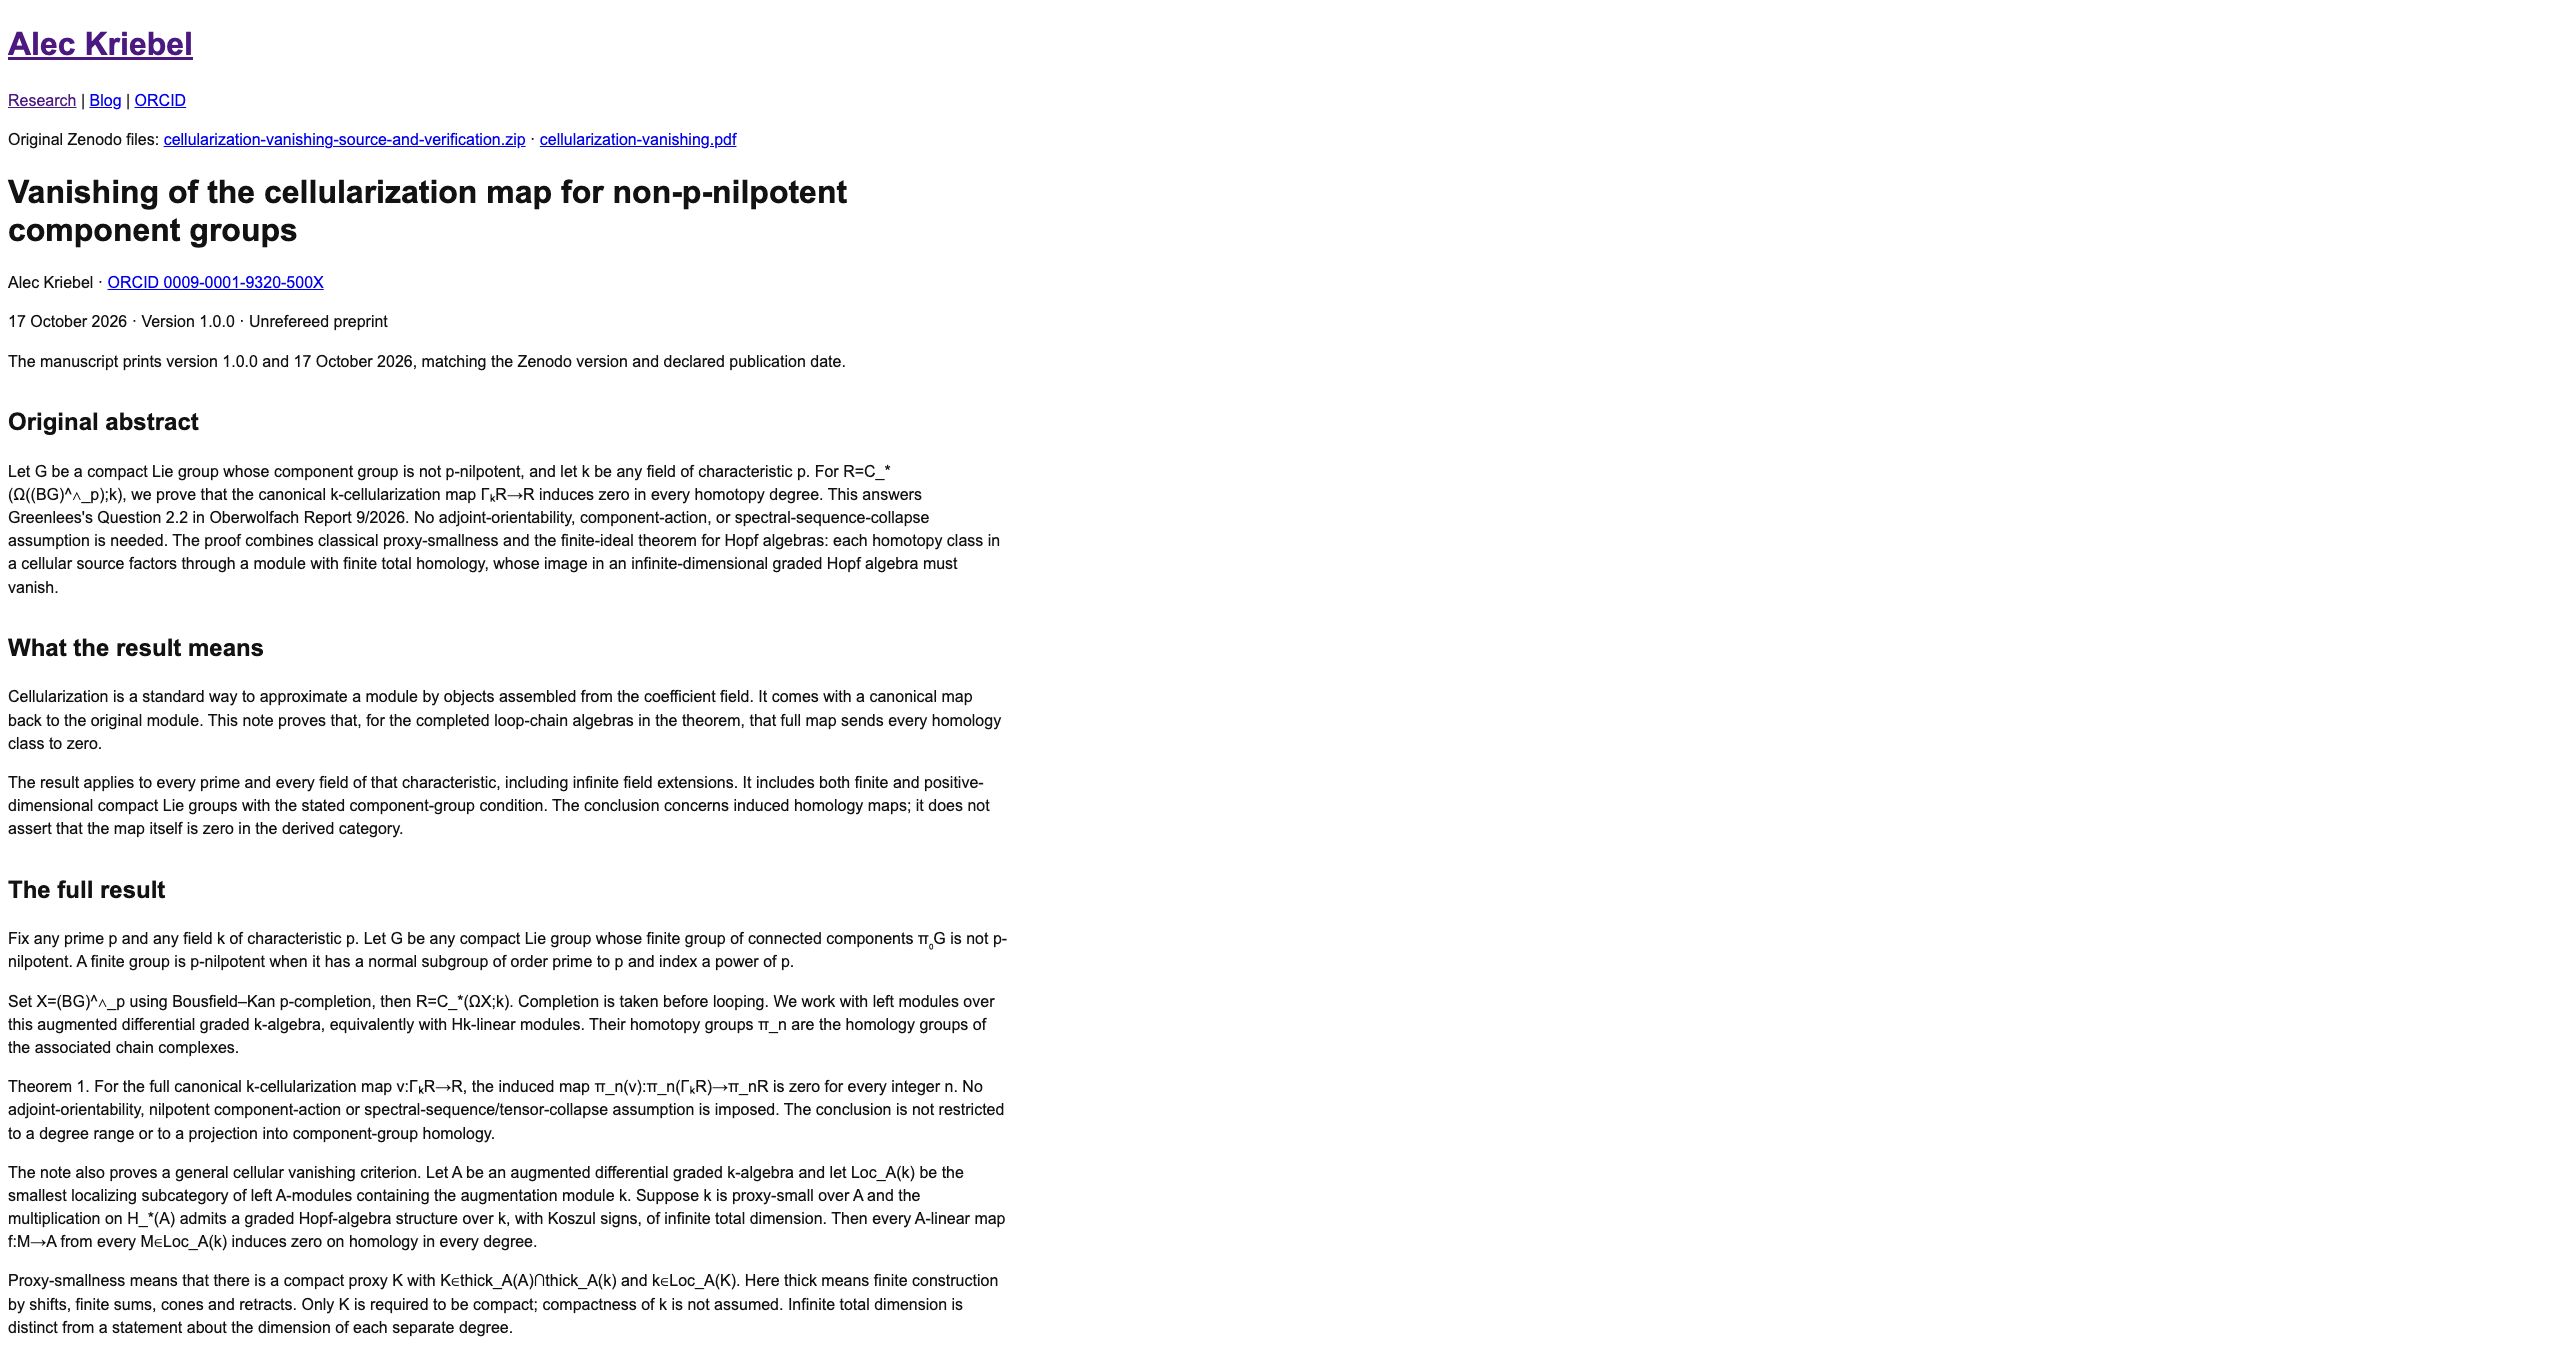 Alec Kriebel
Research | Blog | ORCID
Original Zenodo files: cellularization-vanishing-source-and-verification.zip · cellularization-vanishing.pdf
Vanishing of the cellularization map for non-p-nilpotent
component groups
Alec Kriebel · ORCID 0009-0001-9320-500X
17 October 2026 · Version 1.0.0 · Unrefereed preprint
The manuscript prints version 1.0.0 and 17 October 2026, matching the Zenodo version and declared publication date.
Original abstract
Let G be a compact Lie group whose component group is not p-nilpotent, and let k be any field of characteristic p. For R=C_*
(Ω((BG)^∧_p);k), we prove that the canonical k-cellularization map ΓₖR→R induces zero in every homotopy degree. This answers
Greenlees's Question 2.2 in Oberwolfach Report 9/2026. No adjoint-orientability, component-action, or spectral-sequence-collapse
assumption is needed. The proof combines classical proxy-smallness and the finite-ideal theorem for Hopf algebras: each homotopy class in
a cellular source factors through a module with finite total homology, whose image in an infinite-dimensional graded Hopf algebra must
vanish.
What the result means
Cellularization is a standard way to approximate a module by objects assembled from the coefficient field. It comes with a canonical map
back to the original module. This note proves that, for the completed loop-chain algebras in the theorem, that full map sends every homology
class to zero.
The result applies to every prime and every field of that characteristic, including infinite field extensions. It includes both finite and positive-
dimensional compact Lie groups with the stated component-group condition. The conclusion concerns induced homology maps; it does not
assert that the map itself is zero in the derived category.
The full result
Fix any prime p and any field k of characteristic p. Let G be any compact Lie group whose finite group of connected components π₀G is not p-
nilpotent. A finite group is p-nilpotent when it has a normal subgroup of order prime to p and index a power of p.
Set X=(BG)^∧_p using Bousfield–Kan p-completion, then R=C_*(ΩX;k). Completion is taken before looping. We work with left modules over
this augmented differential graded k-algebra, equivalently with Hk-linear modules. Their homotopy groups π_n are the homology groups of
the associated chain complexes.
Theorem 1. For the full canonical k-cellularization map ν:ΓₖR→R, the induced map π_n(ν):π_n(ΓₖR)→π_nR is zero for every integer n. No
adjoint-orientability, nilpotent component-action or spectral-sequence/tensor-collapse assumption is imposed. The conclusion is not restricted
to a degree range or to a projection into component-group homology.
The note also proves a general cellular vanishing criterion. Let A be an augmented differential graded k-algebra and let Loc_A(k) be the
smallest localizing subcategory of left A-modules containing the augmentation module k. Suppose k is proxy-small over A and the
multiplication on H_*(A) admits a graded Hopf-algebra structure over k, with Koszul signs, of infinite total dimension. Then every A-linear map
f:M→A from every M∈Loc_A(k) induces zero on homology in every degree.
Proxy-smallness means that there is a compact proxy K with K∈thick_A(A)∩thick_A(k) and k∈Loc_A(K). Here thick means finite construction
by shifts, finite sums, cones and retracts. Only K is required to be compact; compactness of k is not assumed. Infinite total dimension is
distinct from a statement about the dimension of each separate degree.